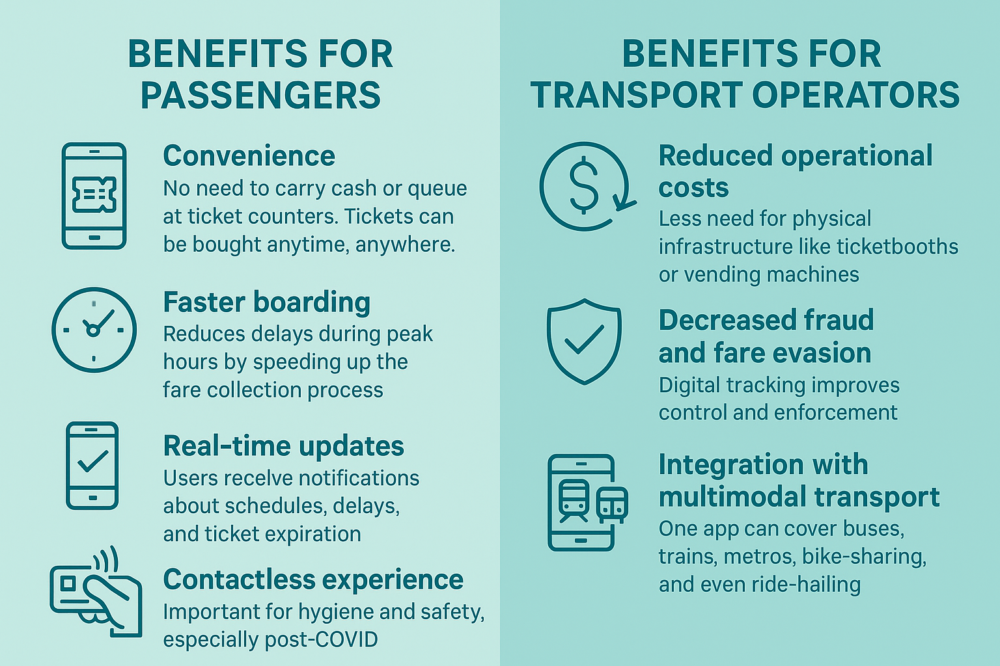 BENEFITS FOR
PASSENGERS
Convenience
No need to carry cash or queue
at ticket counters. Tickets can
be bought anytime, anywhere.
Faster boarding
Reduces delays during peak
hours by speeding up the
fare collection process
Real-time updates
Users recelve notifications
about schedules, delays,
and ticket expiration
Contactless experience
Important for hygiene and safety,
especially post-COVID
BENEFITS FOR
TRANSPORT OPERATORS
$
Reduced operational
costs
Less need for physical
infrastructure like ticketbooths
or vending machines
Decreased fraud
and fare evasion
Digital tracking improves
control and enforcement
Integration with
multimodal transport
One app can cover buses,
trains, metros, bike-sharing,
and even ride-hailing